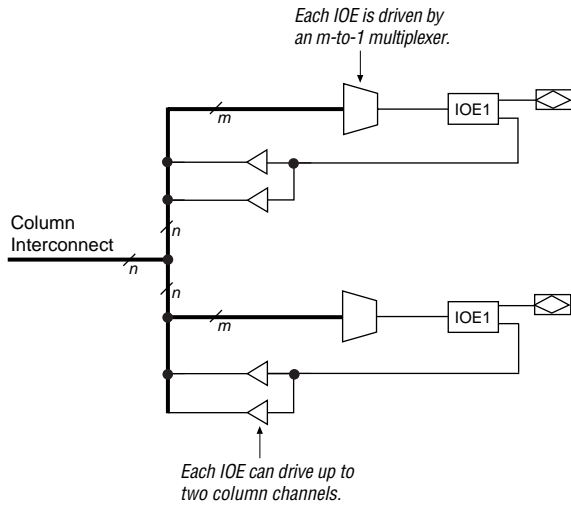 Each IOE is driven by
an m-to-1 multiplexer.
m
IOE1
n
Column
Interconnect
n
n
m
IOE1
Each IOE can drive up to
two column channels.